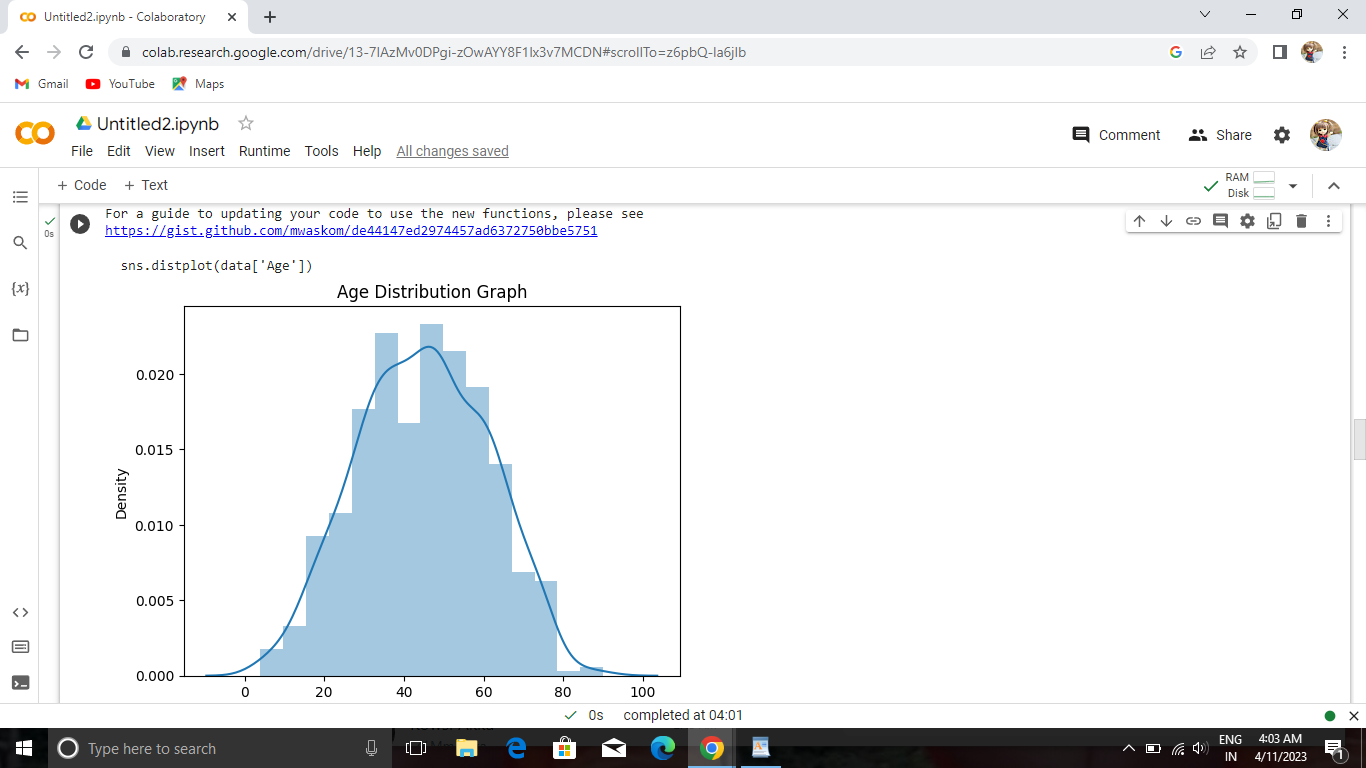 Untitled2.ipynb - Colaboratory
colab.research.google.com/drive/13-7lAzMv0DPgi-zOwAYY8F1lx3v7MCDN#scrollTo=z6pbQ-la6jlb
Gmail YouTube Maps
Untitled2.ipynb
Comment Share
File Edit View Insert Runtime Tools Help All changes saved
+ Code + Text
RAM
Disk
For a guide to updating your code to use the new functions, please see
0s
https://gist.github.com/mwaskom/de44147ed2974457ad6372750bbe5751
{x}
sns.distplot(data['Age'])
Age Distribution Graph
0.020
0.015
Density
0.010
0.005
0.000
0 20 40 60 80 100
0s completed at 04:01
Type here to search
ENG
IN
4:03 AM
4/11/2023
1